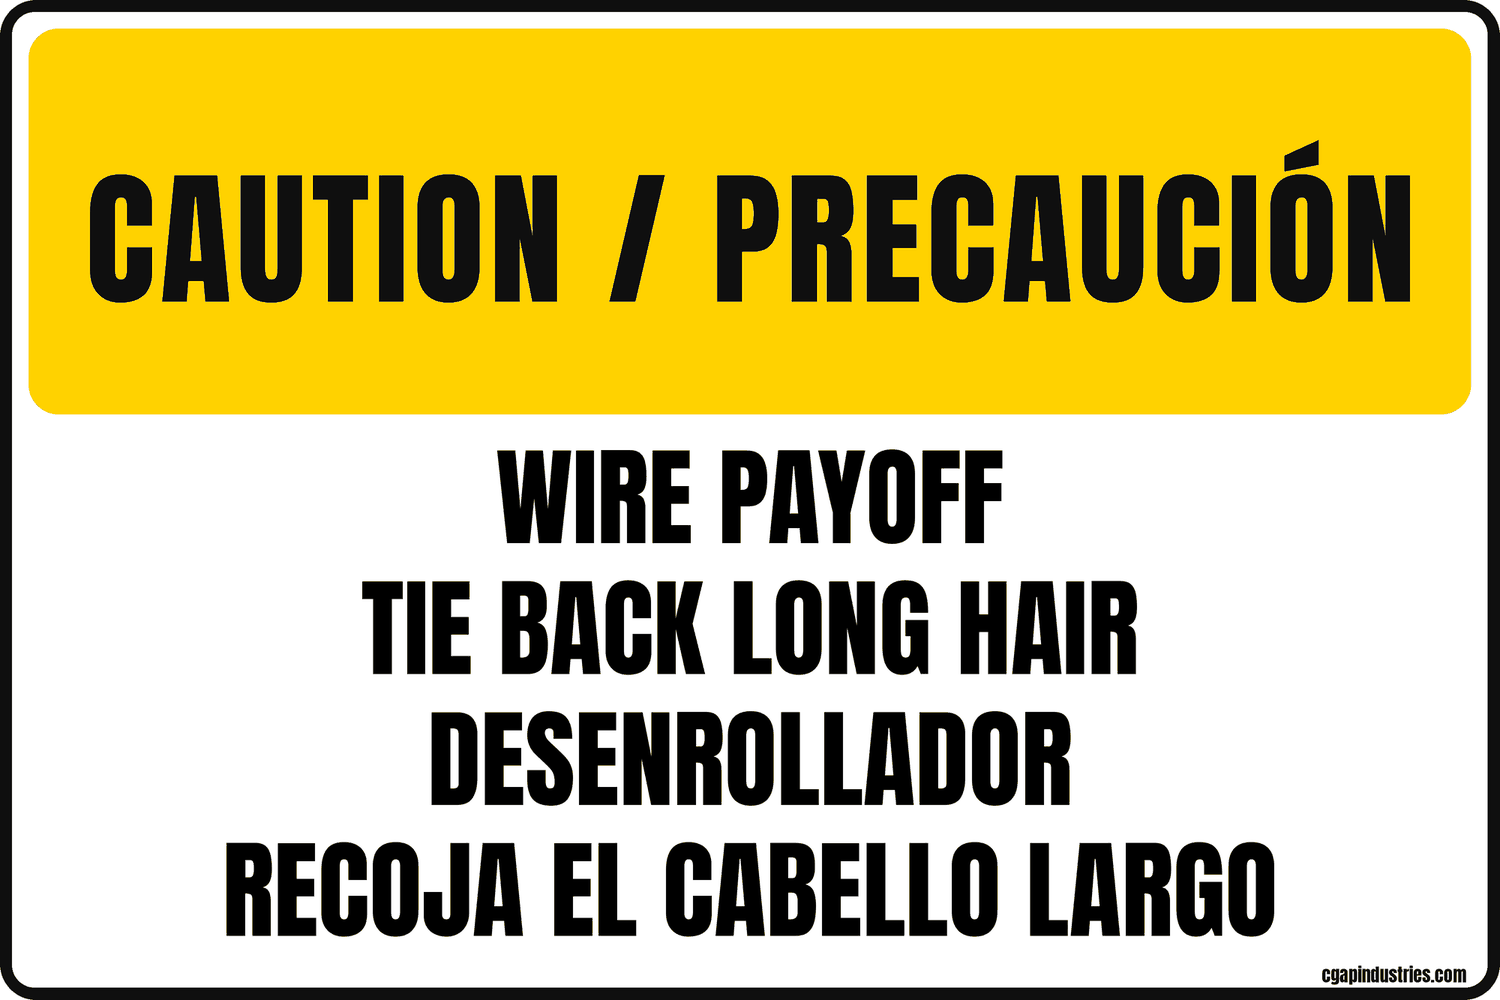 CAUTION / PRECAUCIÓN
WIRE PAYOFF
TIE BACK LONG HAIR
DESENROLLADOR
RECOJA EL CABELLO LARGO
cgapindustries.com